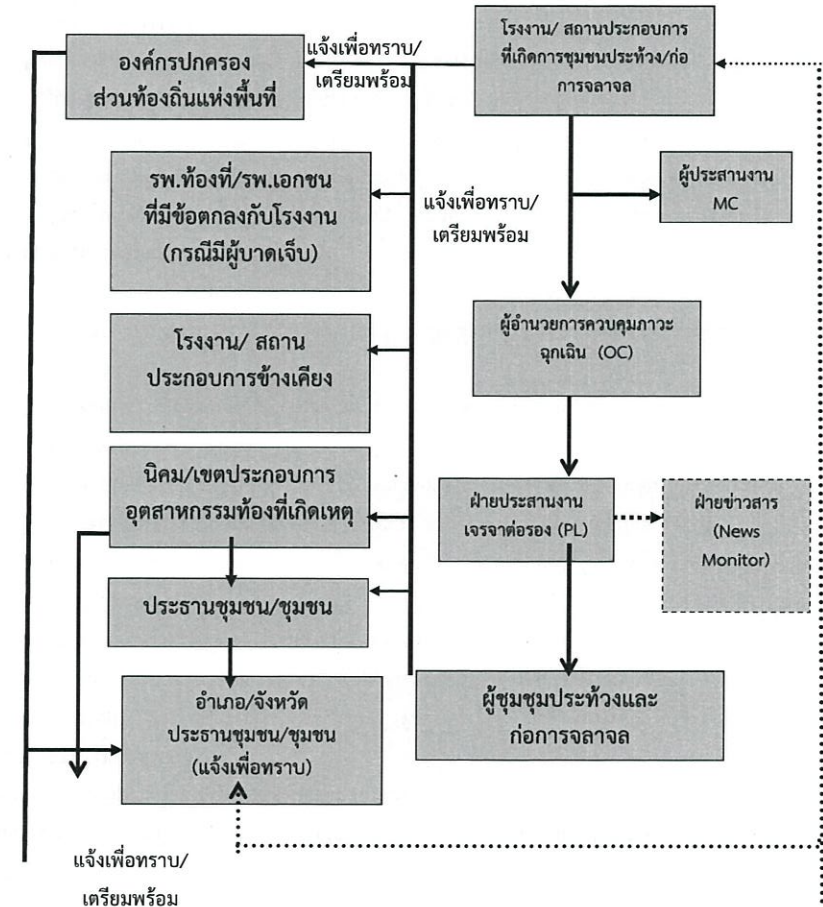 โรงงาน/ สถานประกอบการ
ที่เกิดการชุมชนประท้วง/ก่อ
การจลาจล
แจ้งเพื่อทราบ/
เตรียมพร้อม
องค์กรปกครอง
ส่วนท้องถิ่นแห่งพื้นที่
ผู้ประสานงาน
MC
รพ.ท้องที่/รพ.เอกชน
ที่มีข้อตกลงกับโรงงาน
(กรณีมีผู้บาดเจ็บ)
แจ้งเพื่อทราบ/
เตรียมพร้อม
ผู้อำนวยการควบคุมภาวะ
ฉุกเฉิน (OC)
โรงงาน/ สถาน
ประกอบการข้างเคียง
นิคม/เขตประกอบการ
อุตสาหกรรมท้องที่เกิดเหตุ
ฝ่ายประสานงาน
เจรจาต่อรอง (PL)
ฝ่ายข่าวสาร
(News
Monitor)
ประธานชุมชน/ชุมชน
อำเภอ/จังหวัด
ประธานชุมชน/ชุมชน
(แจ้งเพื่อทราบ)
ผู้ชุมชุมประท้วงและ
ก่อการจลาจล
แจ้งเพื่อทราบ/
เตรียมพร้อม